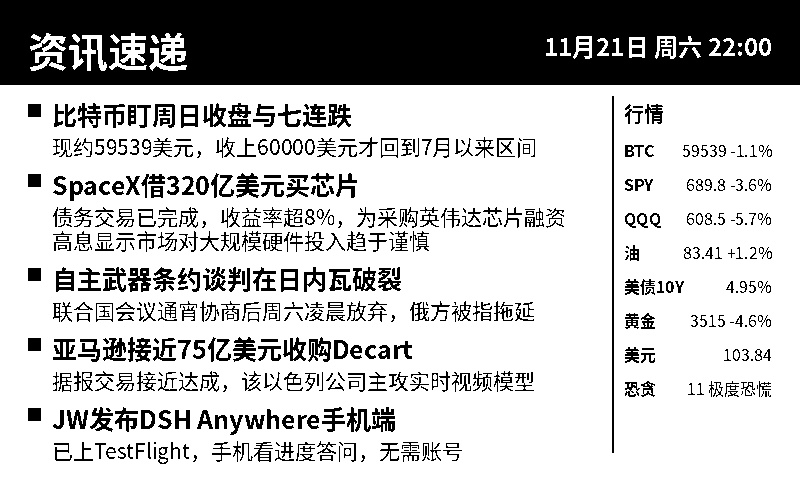 资讯速递
11月21日 周六 22:00
比特币盯周日收盘与七连跌
现约59539美元，收上60000美元才回到7月以来区间
SpaceX借320亿美元买芯片
债务交易已完成，收益率超8%，为采购英伟达芯片融资
高息显示市场对大规模硬件投入趋于谨慎
自主武器条约谈判在日内瓦破裂
联合国会议通宵协商后周六凌晨放弃，俄方被指拖延
亚马逊接近75亿美元收购Decart
据报交易接近达成，该以色列公司主攻实时视频模型
JW发布DSH Anywhere手机端
已上TestFlight，手机看进度答问，无需账号
行情
BTC 59539 -1.1%
SPY 689.8 -3.6%
QQQ 608.5 -5.7%
油 83.41 +1.2%
美债10Y 4.95%
黄金 3515 -4.6%
美元 103.84
恐贪 11 极度恐慌